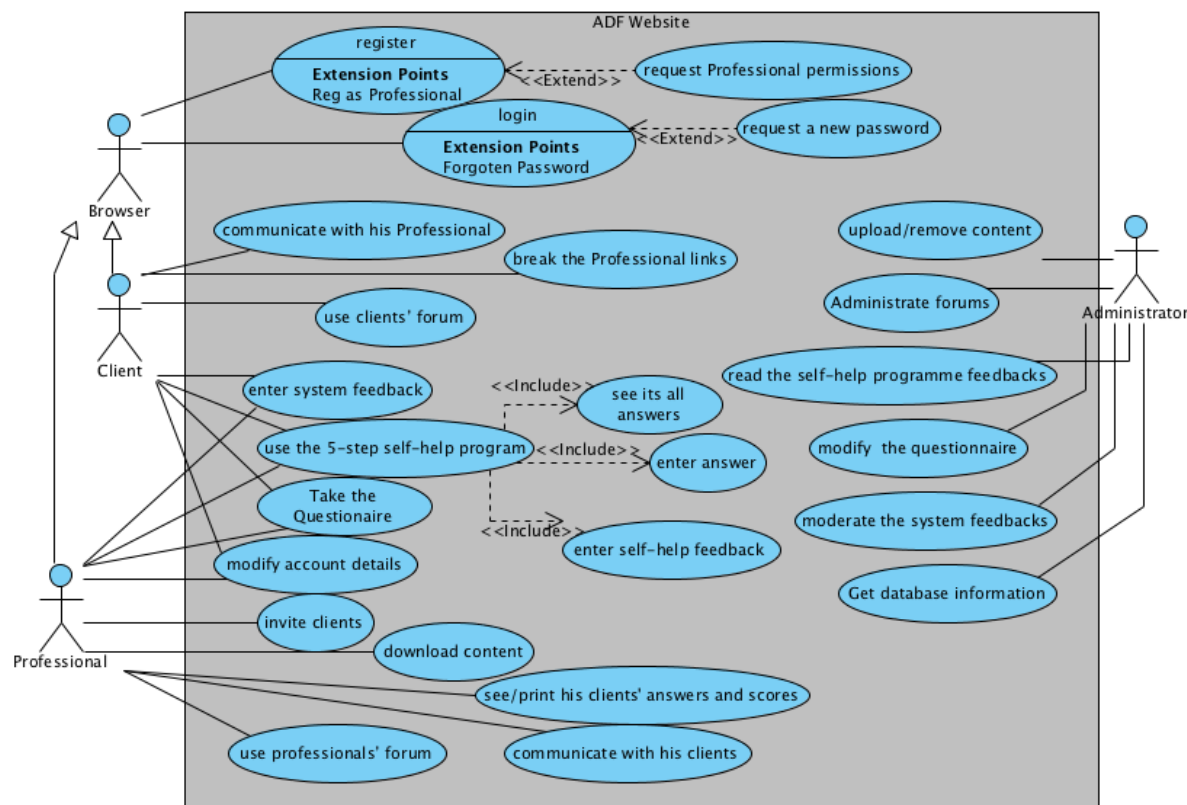 ADF Website
register
Extension Points
Reg as Professional
<<Extend>>
request Professional permissions
login
Extension Points
Forgoten Password
<<Extend>>
request a new password
Browser
communicate with his Professional
break the Professional links
upload/remove content
Administrate forums
Administrator
use clients' forum
Client
enter system feedback
<<Include>>
see its all
answers
read the self-help programme feedbacks
use the 5-step self-help program
<<Include>>
enter answer
modify the questionnaire
Take the
Questionaire
<<Include>>
enter self-help feedback
moderate the system feedbacks
modify account details
Get database information
invite clients
Professional
download content
see/print his clients' answers and scores
use professionals' forum
communicate with his clients